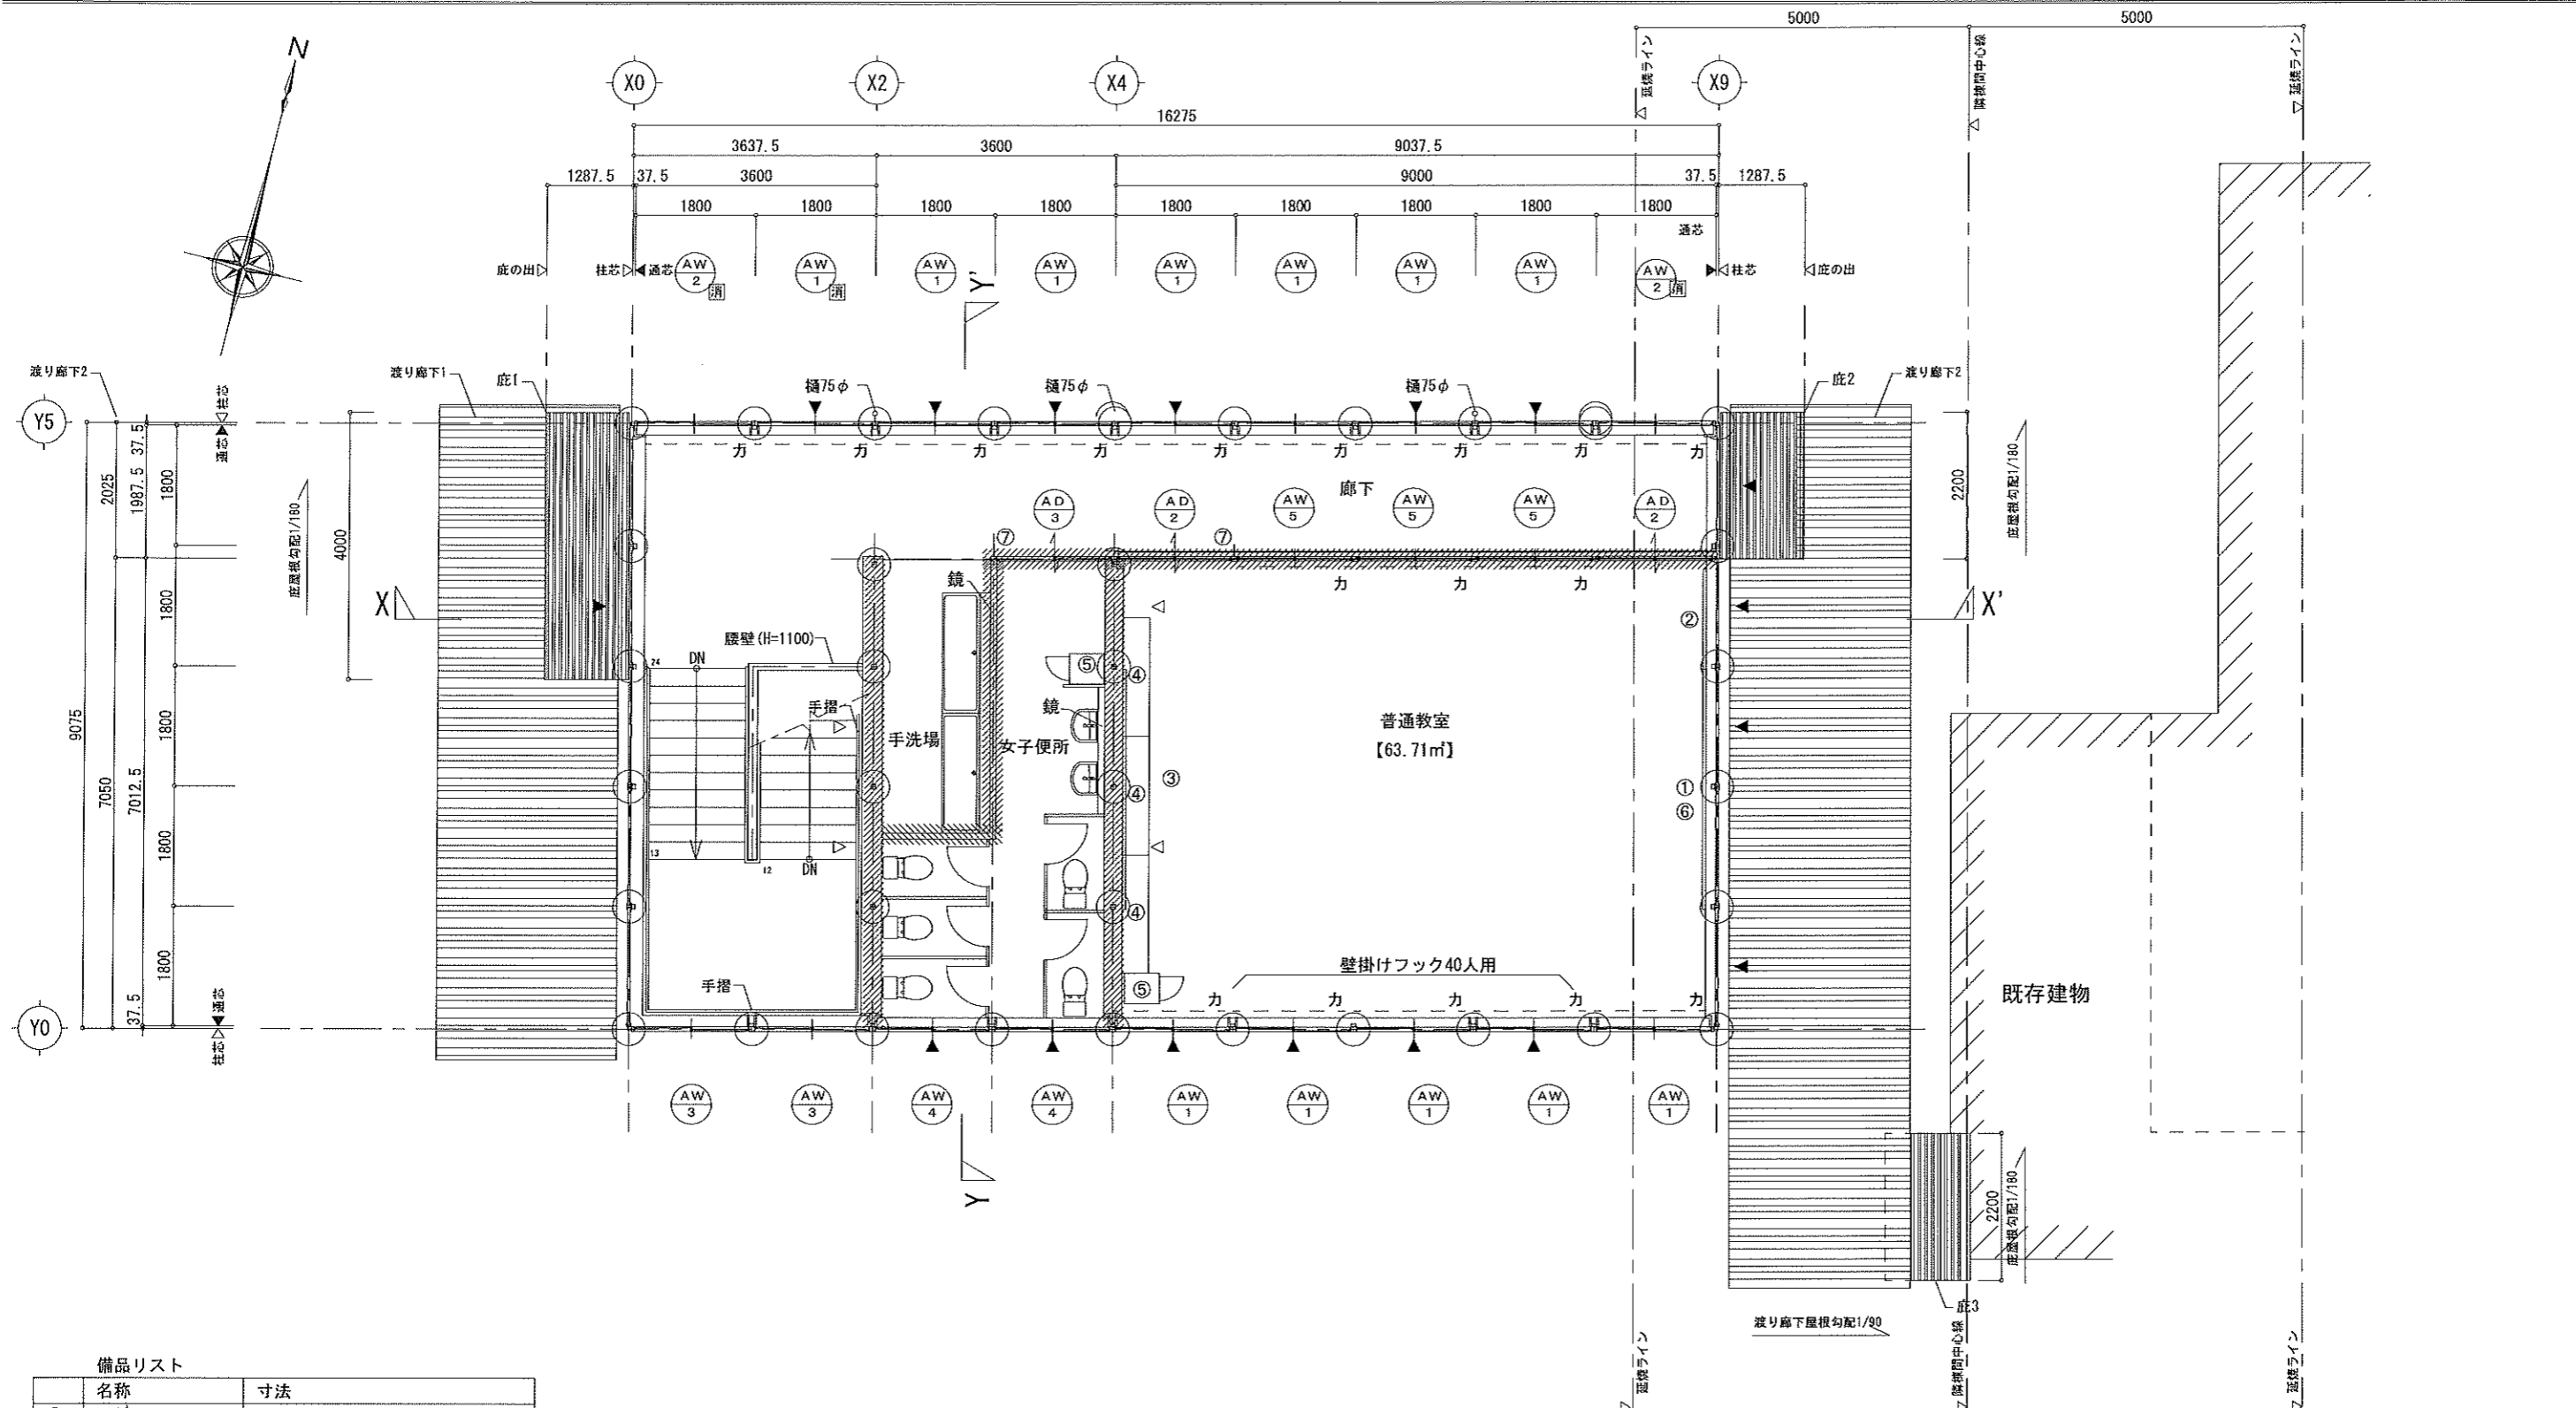 5000 5000
N
X0 X2 X4 X9
延焼ライン 隣棟間中心線 延焼ライン
16275
3637.5 3600 9037.5
1287.5 37.5 3600 9000 37.5 1287.5
1800 1800 1800 1800 1800 1800 1800 1800 1800
通芯
庇の出 柱芯 通芯 柱芯 庇の出
AW 2 消 AW 1 消 AW 1 AW 1 AW 1 AW 1 AW 1 AW 1 AW 2 消
Y'
渡り廊下2 渡り廊下1 庇1 樋75φ 樋75φ 樋75φ 庇2 渡り廊下2
Y5 柱芯 通芯
カ カ カ カ カ カ カ カ カ
37.5 1987.5 2025 1800
廊下
AD 3 AD 2 AW 5 AW 5 AW 5 AD 2
2200 庇屋根勾配1/180
庇屋根勾配1/180 4000
⑦ ⑦
鏡 カ カ カ
X X'
1800
②
腰壁(H=1100)
24 DN ⑤ ④
手摺 鏡
手洗場 女子便所 普通教室
【63.71㎡】
9075 7050 7012.5 1800
③ ④ ①
⑥
1800
13 12 DN
④
1800
壁掛けフック40人用
手摺 ⑤ カ カ カ カ カ
既存建物
37.5 通芯
Y0 柱芯
AW 3 AW 3 AW 4 AW 4 AW 1 AW 1 AW 1 AW 1 AW 1
Y
2200 庇屋根勾配1/180
庇3
渡り廊下屋根勾配1/90
延焼ライン 隣棟間中心線 延焼ライン
備品リスト
名称 寸法